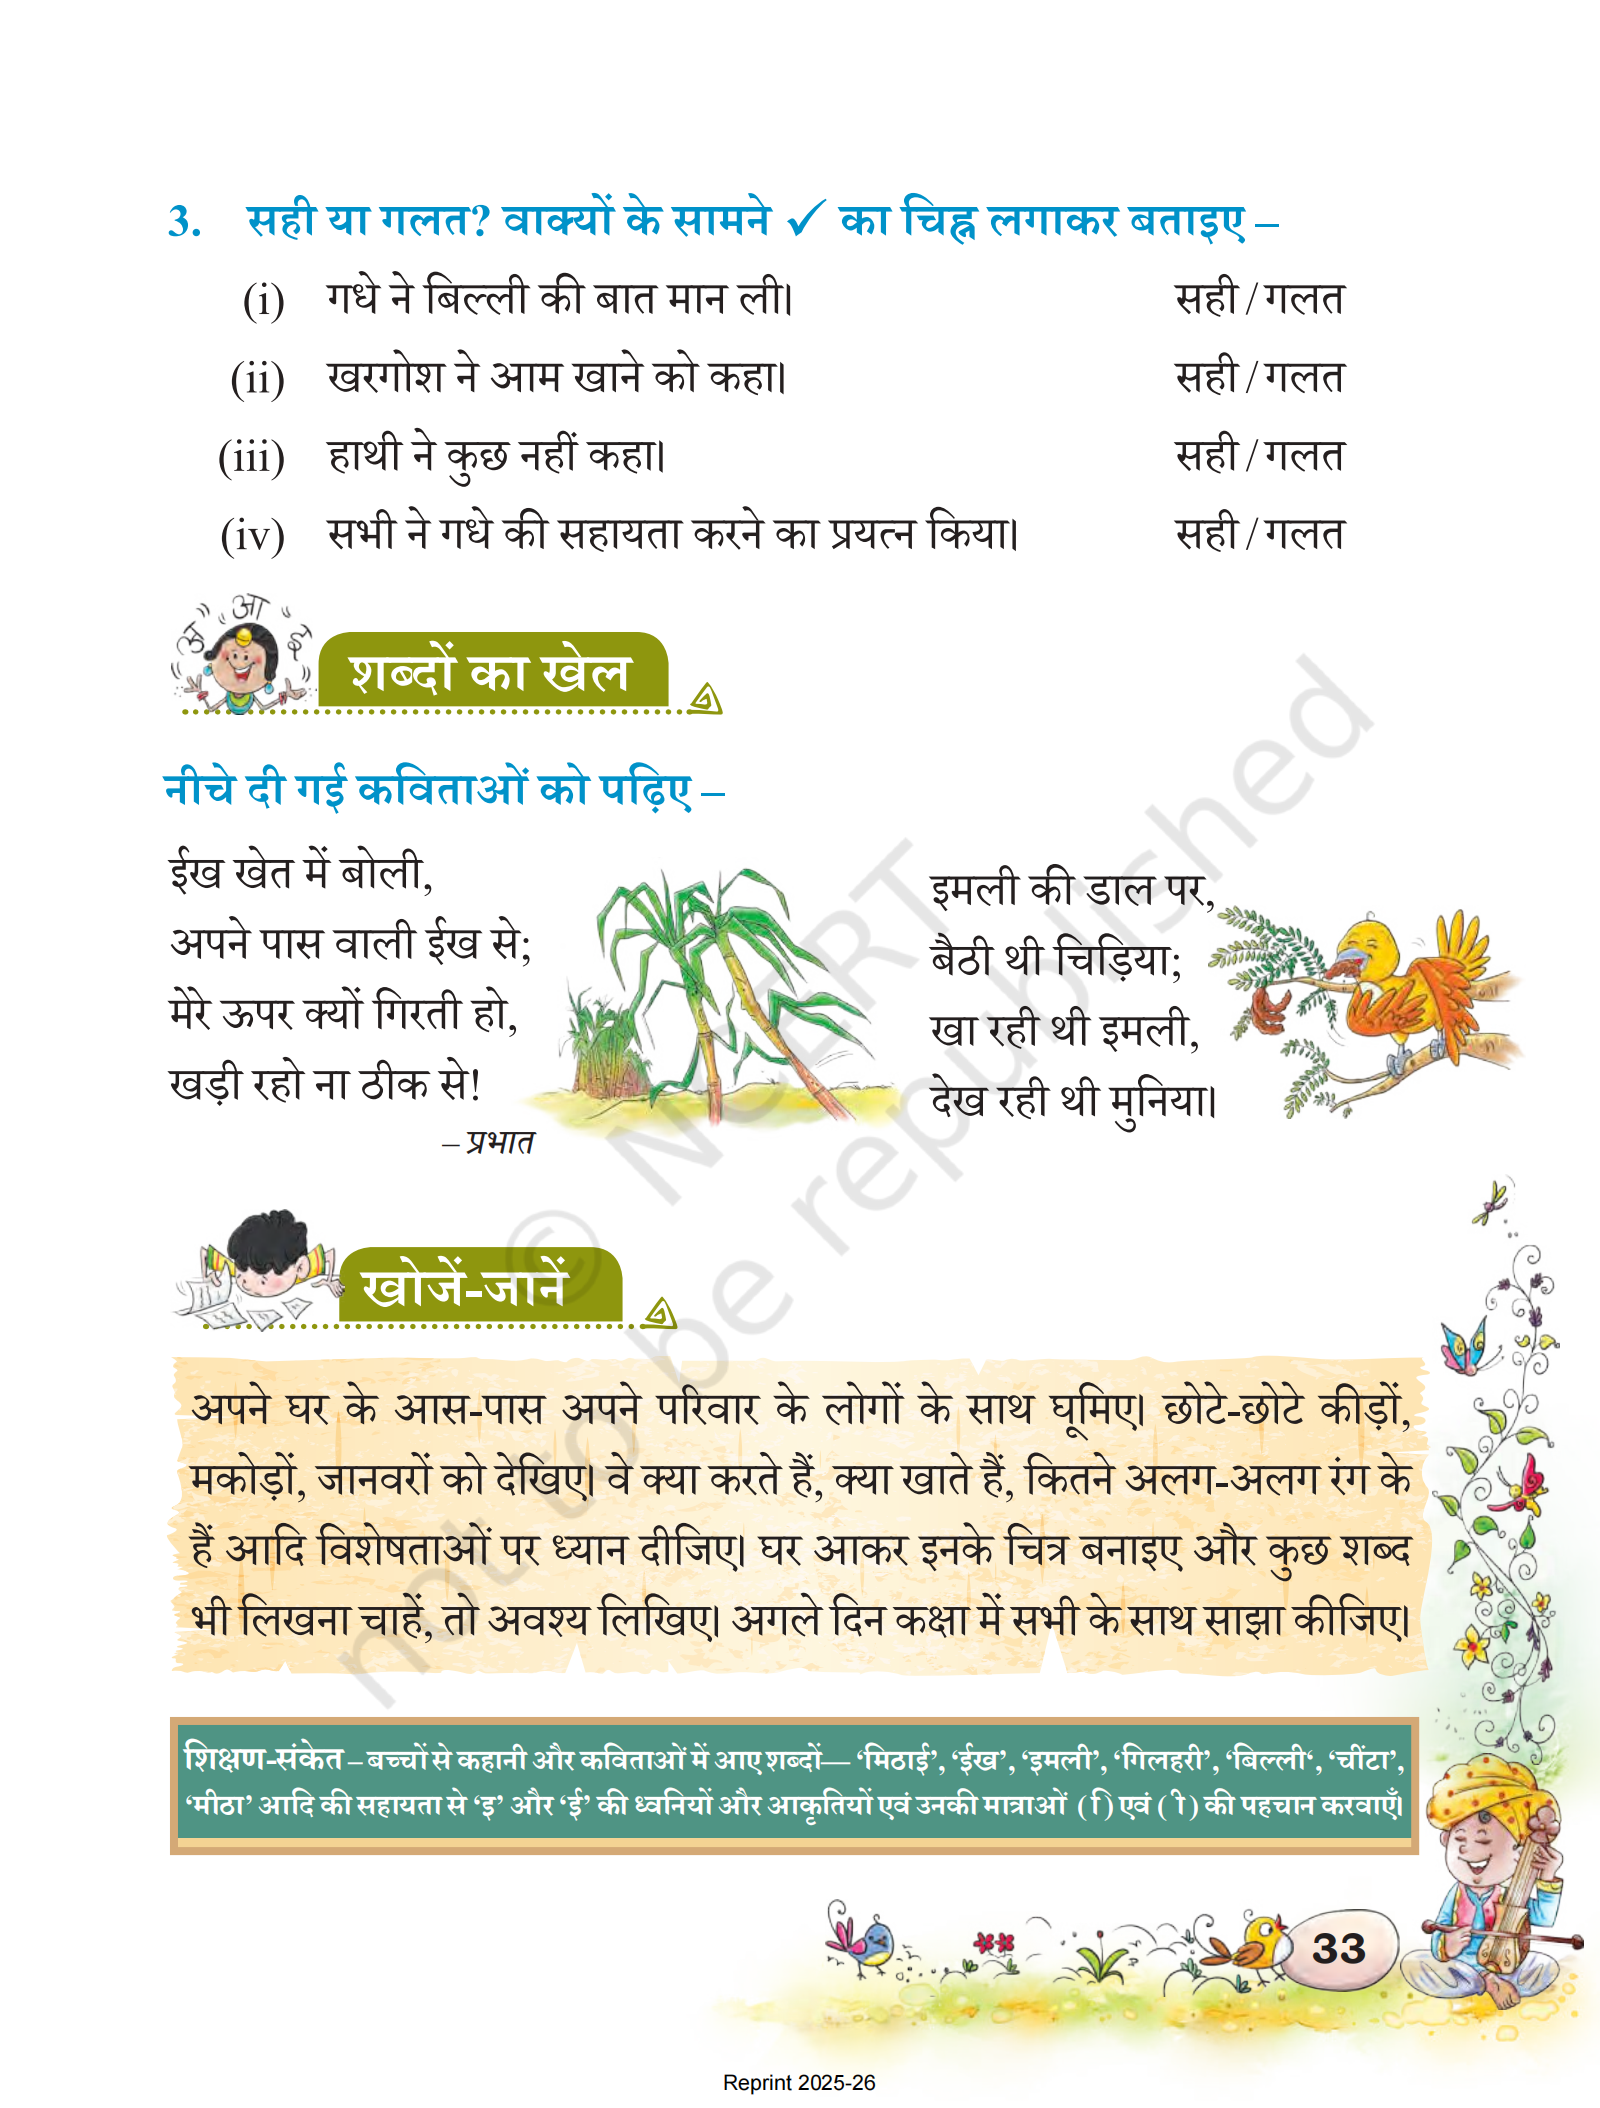 3. सही या गलत? वाक्यों के सामने ✓ का चिह्न लगाकर बताइए –
(i) गधे ने बिल्ली की बात मान ली। सही / गलत
(ii) खरगोश ने आम खाने को कहा। सही / गलत
(iii) हाथी ने कुछ नहीं कहा। सही / गलत
(iv) सभी ने गधे की सहायता करने का प्रयत्न किया। सही / गलत
अ आ इ
शब्दों का खेल
नीचे दी गई कविताओं को पढ़िए –
ईख खेत में बोली,
अपने पास वाली ईख से;
मेरे ऊपर क्यों गिरती हो,
खड़ी रहो ना ठीक से!
– प्रभात
इमली की डाल पर,
बैठी थी चिड़िया;
खा रही थी इमली,
देख रही थी मुनिया।
खोजें-जानें
अपने घर के आस-पास अपने परिवार के लोगों के साथ घूमिए। छोटे-छोटे कीड़ों,
मकोड़ों, जानवरों को देखिए। वे क्या करते हैं, क्या खाते हैं, कितने अलग-अलग रंग के
हैं आदि विशेषताओं पर ध्यान दीजिए। घर आकर इनके चित्र बनाइए और कुछ शब्द
भी लिखना चाहें, तो अवश्य लिखिए। अगले दिन कक्षा में सभी के साथ साझा कीजिए।
शिक्षण-संकेत – बच्चों से कहानी और कविताओं में आए शब्दों— ‘मिठाई’, ‘ईख’, ‘इमली’, ‘गिलहरी’, ‘बिल्ली‘, ‘चींटा’,
‘मीठा’ आदि की सहायता से ‘इ’ और ‘ई’ की ध्वनियों और आकृतियों एवं उनकी मात्राओं (ि) एवं (ी) की पहचान करवाएँ।
33
© NCERT
not to be republished
Reprint 2025-26